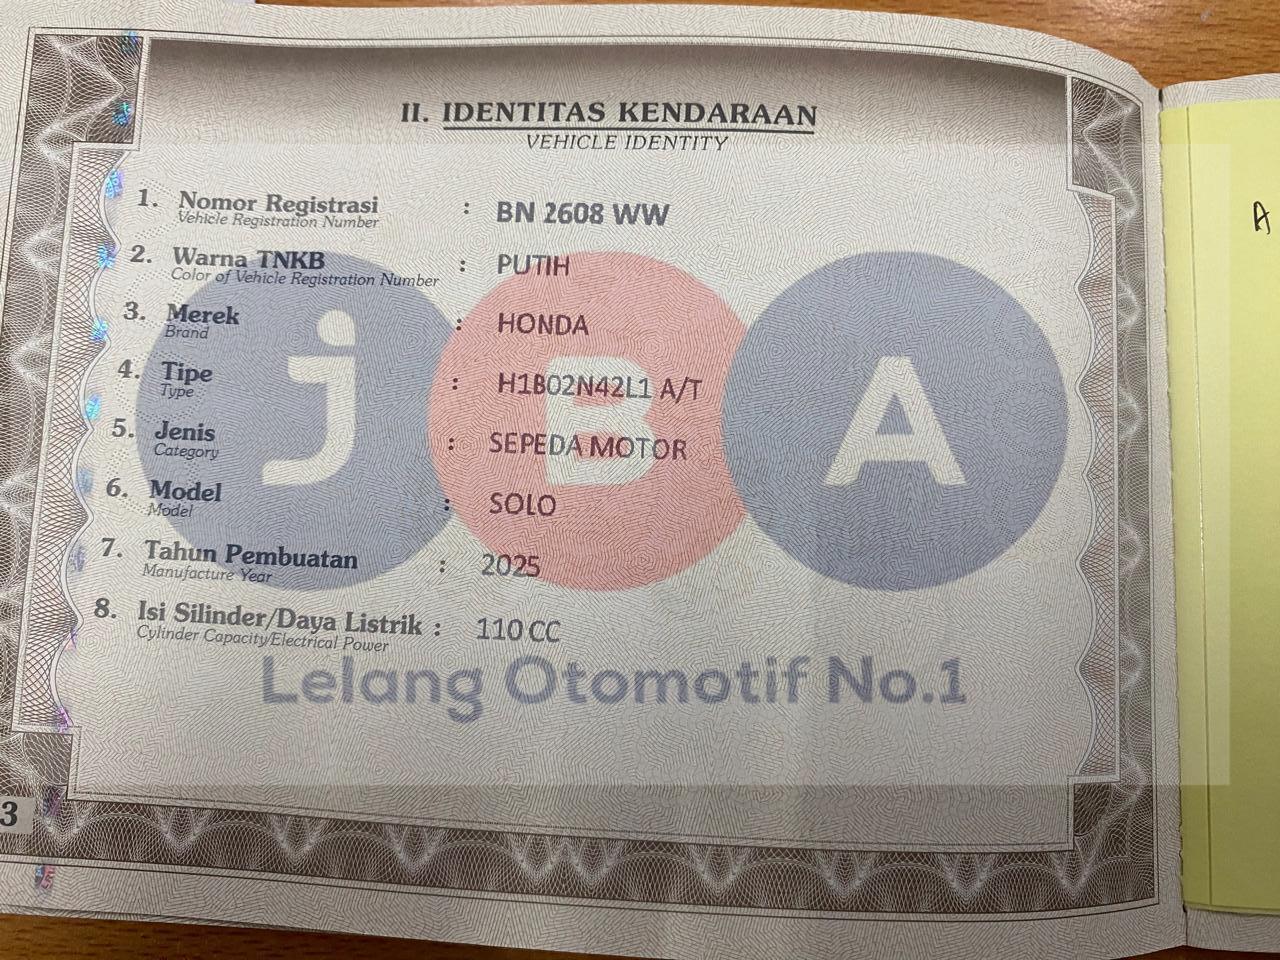 II. IDENTITAS KENDARAAN
VEHICLE IDENTITY
1. Nomor Registrasi : BN 2608 WW
Vehicle Registration Number
2. Warna TNKB : PUTIH
Color of Vehicle Registration Number
3. Merek : HONDA
Brand
4. Tipe : H1B02N42L1 A/T
Type
5. Jenis : SEPEDA MOTOR
Category
6. Model : SOLO
Model
7. Tahun Pembuatan : 2025
Manufacture Year
8. Isi Silinder/Daya Listrik : 110 CC
Cylinder Capacity/Electrical Power
jBA
Lelang Otomotif No.1
3
A